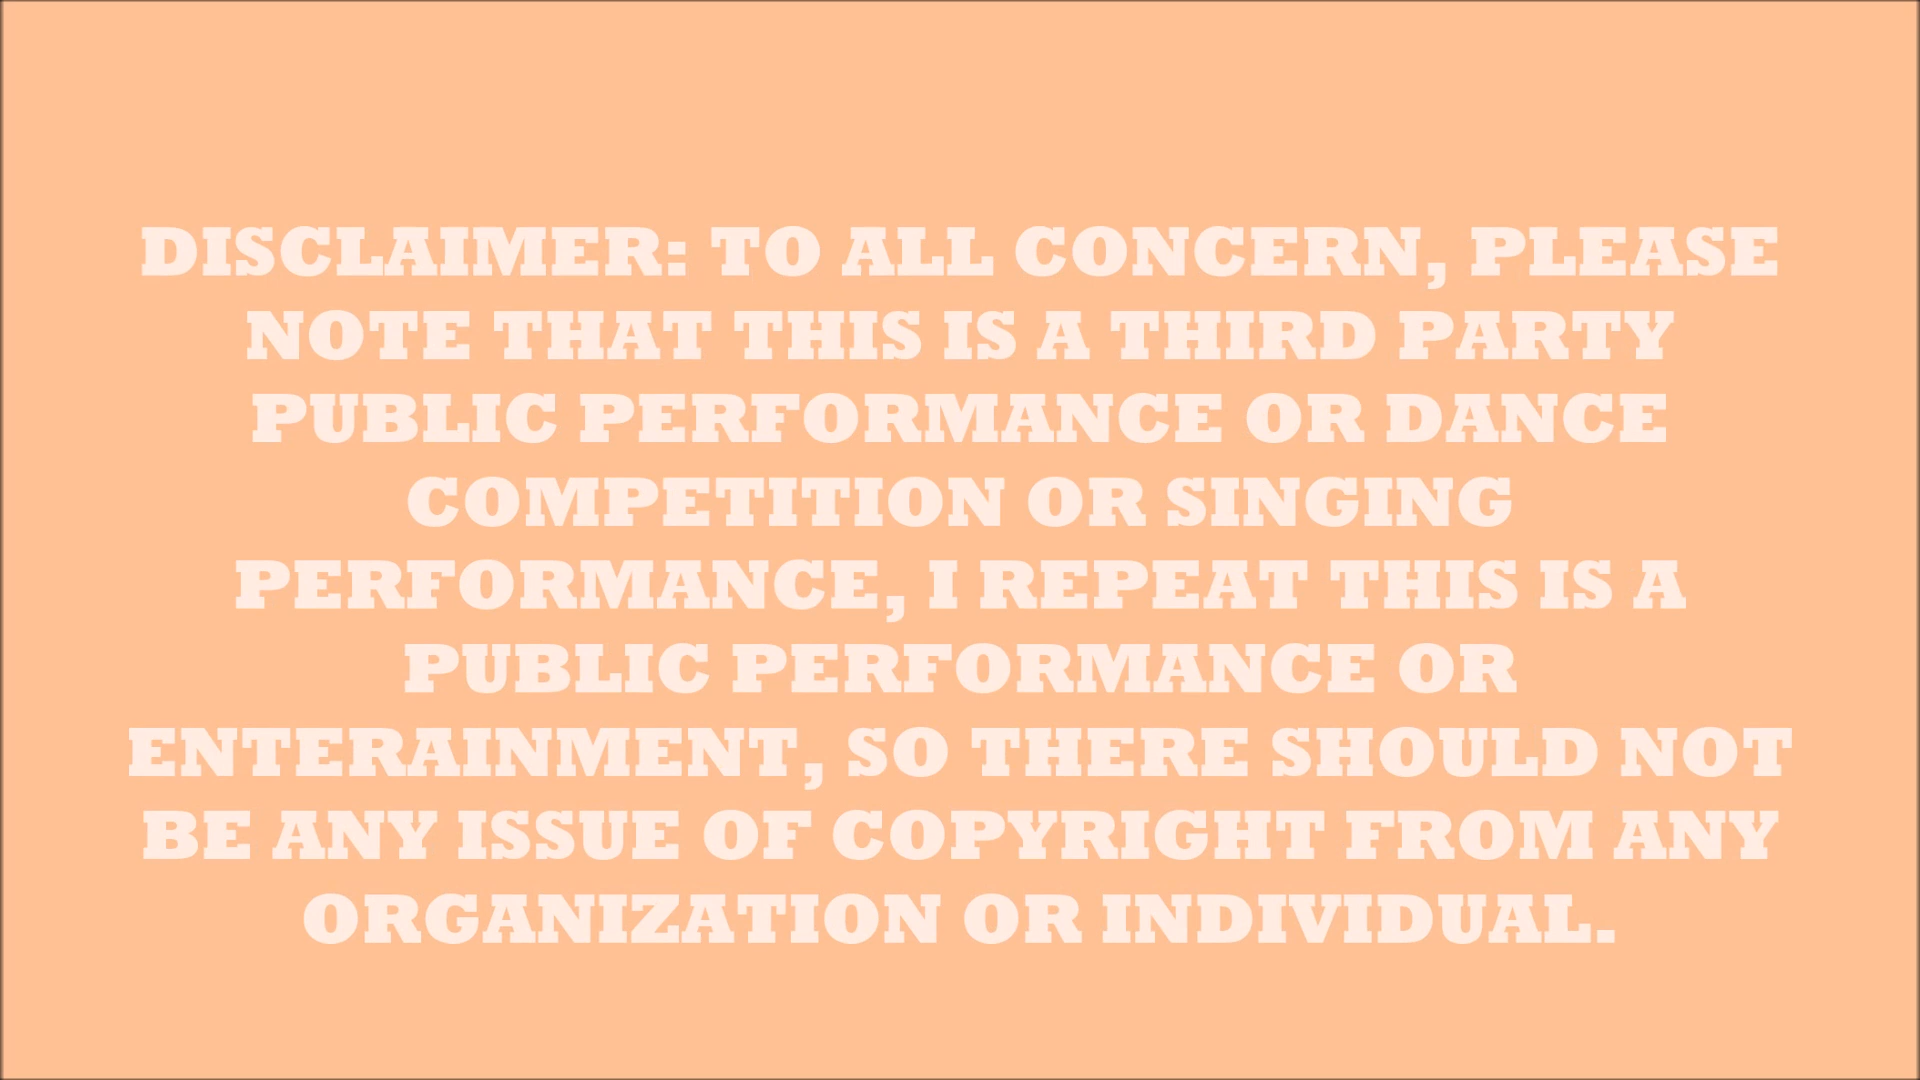 DISCLAIMER: TO ALL CONCERN, PLEASE
NOTE THAT THIS IS A THIRD PARTY
PUBLIC PERFORMANCE OR DANCE
COMPETITION OR SINGING
PERFORMANCE, I REPEAT THIS IS A
PUBLIC PERFORMANCE OR
ENTERAINMENT, SO THERE SHOULD NOT
BE ANY ISSUE OF COPYRIGHT FROM ANY
ORGANIZATION OR INDIVIDUAL.